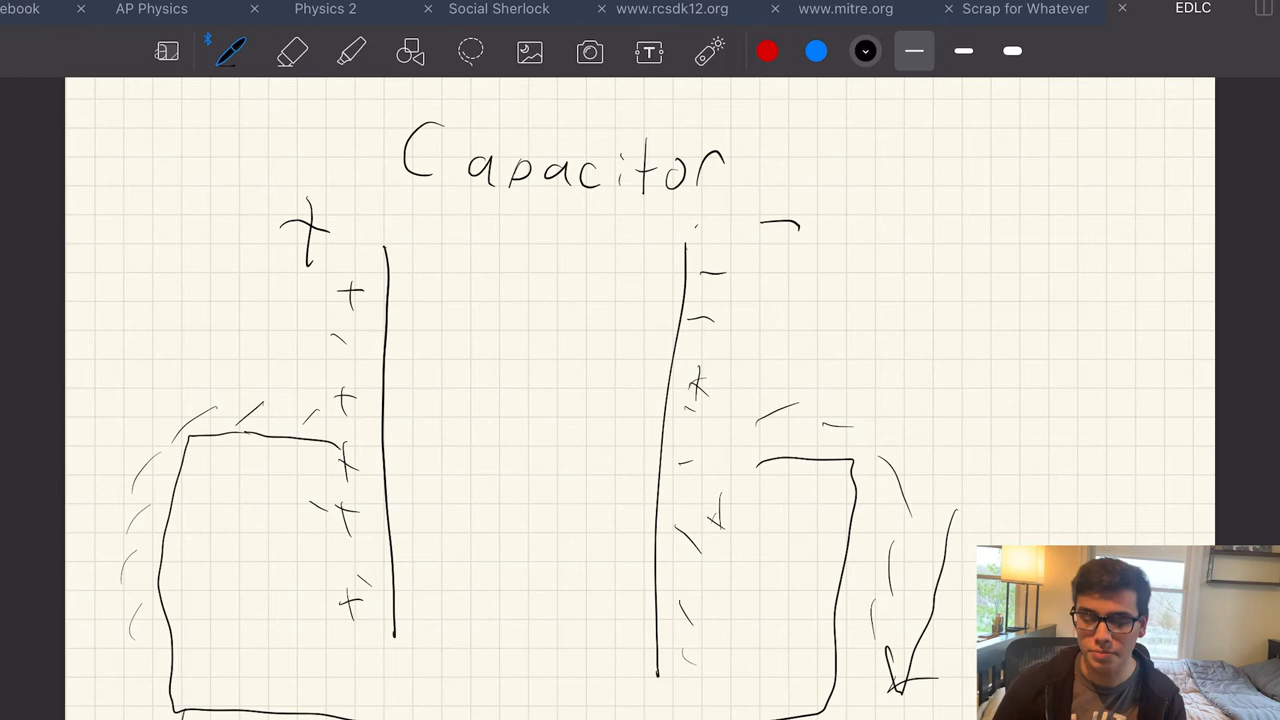 ebook AP Physics Physics 2 Social Sherlock www.rcsdk12.org www.mitre.org Scrap for Whatever EDLC
T
Capacitor
+ -
+ -
- -
+ +
+ -
- +
+